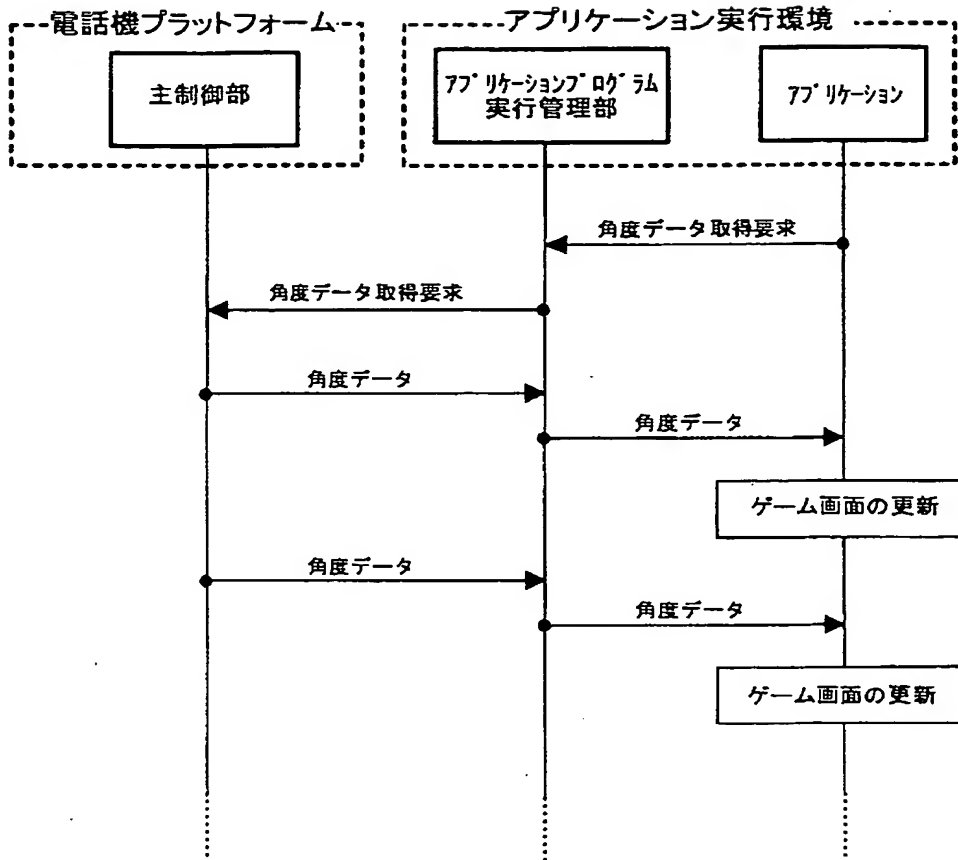 電話機プラットフォーム
アプリケーション実行環境
主制御部
アプリケーションプログラム
実行管理部
アプリケーション
角度データ取得要求
角度データ取得要求
角度データ
角度データ
ゲーム画面の更新
角度データ
角度データ
ゲーム画面の更新